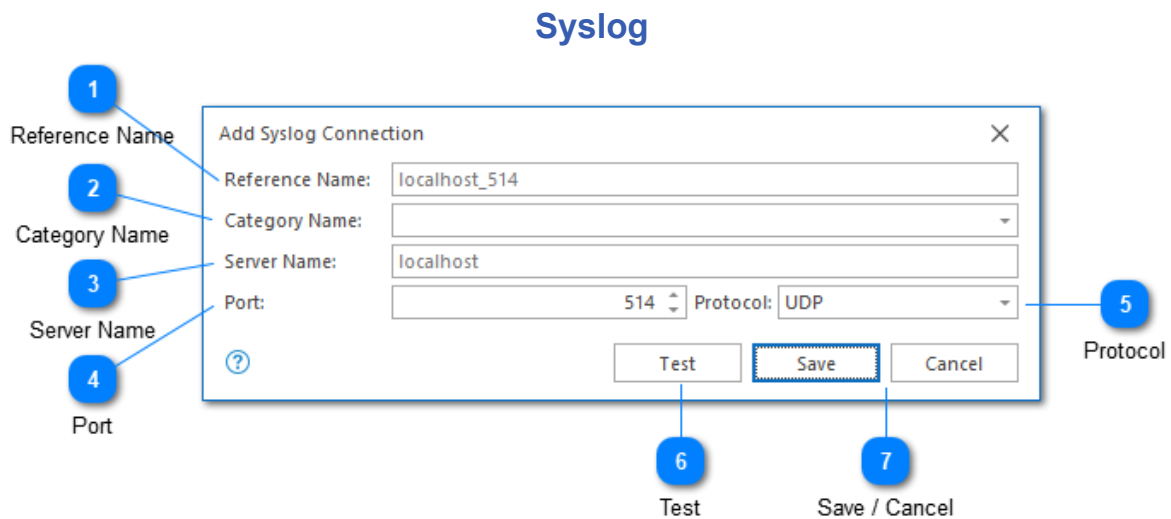 Syslog
1
Reference Name
2
Category Name
3
Server Name
4
Port
Add Syslog Connection
Reference Name: localhost_514
Category Name:
Server Name: localhost
Port: 514 Protocol: UDP
? Test Save Cancel
5
Protocol
6
Test
7
Save / Cancel